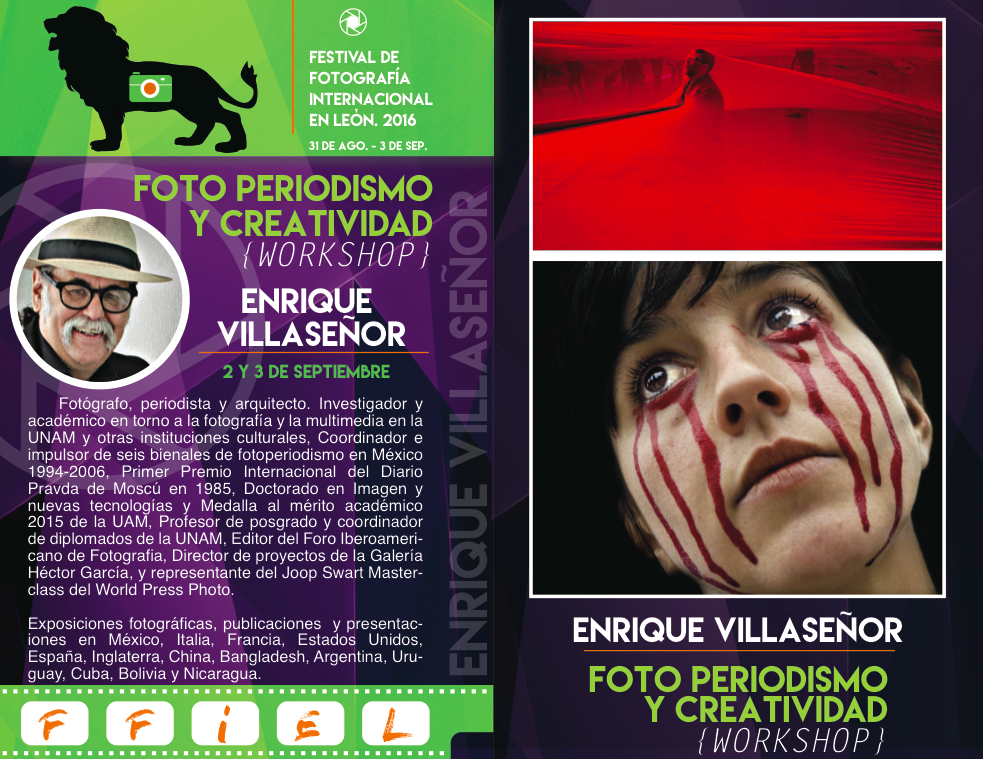 FESTIVAL DE
FOTOGRAFÍA
INTERNACIONAL
EN LEÓN. 2016
31 DE AGO. - 3 DE SEP.
FOTO PERIODISMO
Y CREATIVIDAD
{WORKSHOP}
ENRIQUE
VILLASEÑOR
2 Y 3 DE SEPTIEMBRE
Fotógrafo, periodista y arquitecto. Investigador y
académico en torno a la fotografía y la multimedia en la
UNAM y otras instituciones culturales, Coordinador e
impulsor de seis bienales de fotoperiodismo en México
1994-2006, Primer Premio Internacional del Diario
Pravda de Moscú en 1985, Doctorado en Imagen y
nuevas tecnologías y Medalla al mérito académico
2015 de la UAM, Profesor de posgrado y coordinador
de diplomados de la UNAM, Editor del Foro Iberoameri-
cano de Fotografia, Director de proyectos de la Galería
Héctor García, y representante del Joop Swart Master-
class del World Press Photo.
Exposiciones fotográficas, publicaciones y presentac-
iones en México, Italia, Francia, Estados Unidos,
España, Inglaterra, China, Bangladesh, Argentina, Uru-
guay, Cuba, Bolivia y Nicaragua.
ENRIQUE VILLASEÑOR
F F i E L
ENRIQUE VILLASEÑOR
FOTO PERIODISMO
Y CREATIVIDAD
{WORKSHOP}